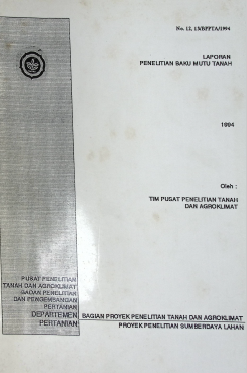 No. 12, II/BPPTA/1994
LAPORAN
PENELITIAN BAKU MUTU TANAH
1994
Oleh :
TIM PUSAT PENELITIAN TANAH
DAN AGROKLIMAT
PUSAT PENELITIAN
TANAH DAN AGROKLIMAT
BADAN PENELITIAN
DAN PENGEMBANGAN
PERTANIAN
DEPARTEMEN
PERTANIAN
BAGIAN PROYEK PENELITIAN TANAH DAN AGROKLIMAT
PROYEK PENELITIAN SUMBERDAYA LAHAN